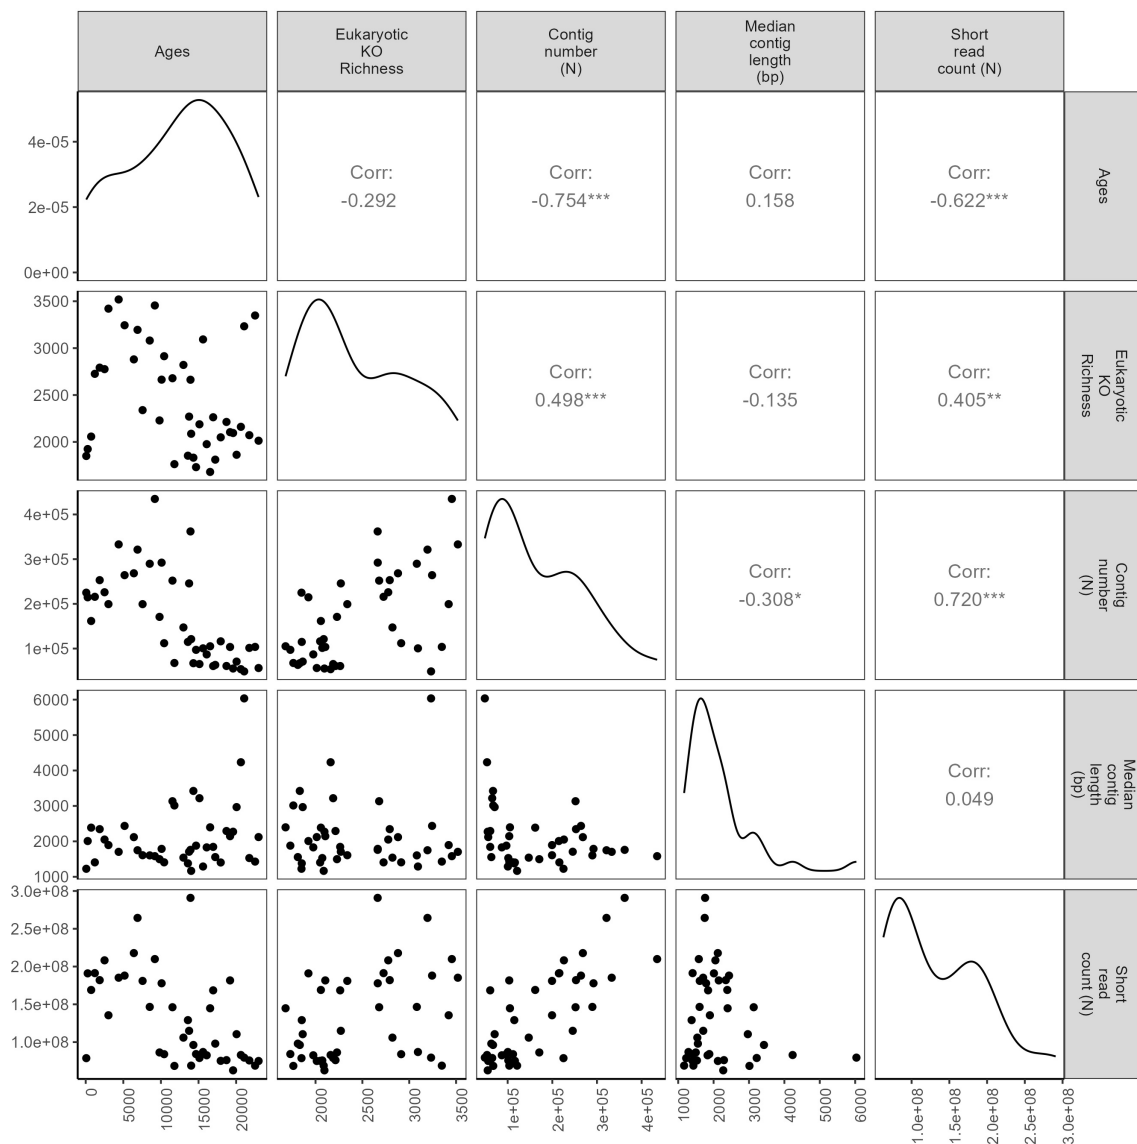 Ages
Eukaryotic
KO
Richness
Contig
number
(N)
Median
contig
length
(bp)
Short
read
count (N)
4e-05
2e-05
0e+00
Corr:
-0.292
Corr:
-0.754***
Corr:
0.158
Corr:
-0.622***
Ages
3500
3000
2500
2000
Corr:
0.498***
Corr:
-0.135
Corr:
0.405**
Eukaryotic
KO
Richness
4e+05
3e+05
2e+05
1e+05
Corr:
-0.308*
Corr:
0.720***
Contig
number
(N)
6000
5000
4000
3000
2000
1000
Corr:
0.049
Median
contig
length
(bp)
3.0e+08
2.5e+08
2.0e+08
1.5e+08
1.0e+08
Short
read
count (N)
0
5000
10000
15000
20000
2000
2500
3000
3500
1e+05
2e+05
3e+05
4e+05
1000
2000
3000
4000
5000
6000
1.0e+08
1.5e+08
2.0e+08
2.5e+08
3.0e+08